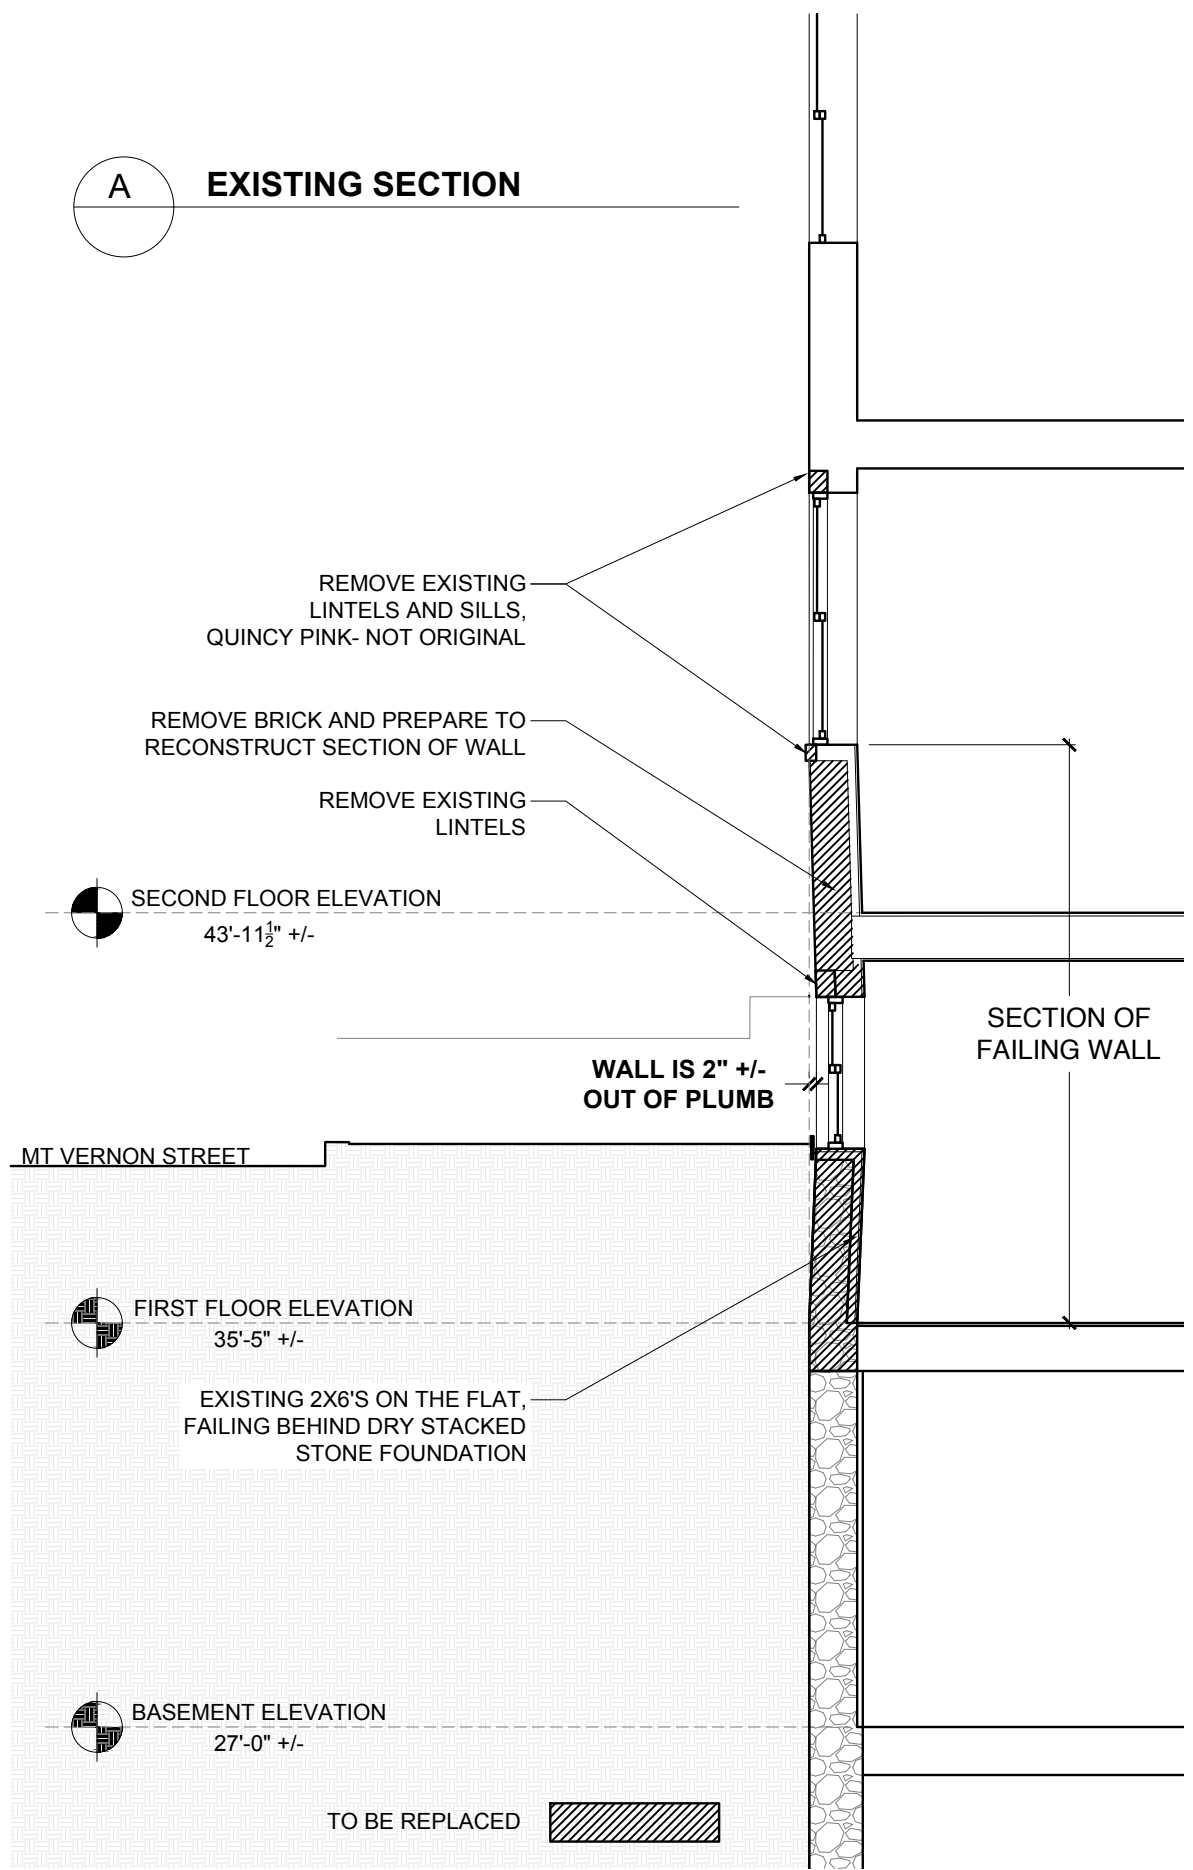 A
EXISTING SECTION
REMOVE EXISTING
LINTELS AND SILLS,
QUINCY PINK- NOT ORIGINAL
REMOVE BRICK AND PREPARE TO
RECONSTRUCT SECTION OF WALL
REMOVE EXISTING
LINTELS
SECOND FLOOR ELEVATION
43'-11½" +/-
SECTION OF
FAILING WALL
WALL IS 2" +/-
OUT OF PLUMB
MT VERNON STREET
FIRST FLOOR ELEVATION
35'-5" +/-
EXISTING 2X6'S ON THE FLAT,
FAILING BEHIND DRY STACKED
STONE FOUNDATION
BASEMENT ELEVATION
27'-0" +/-
TO BE REPLACED